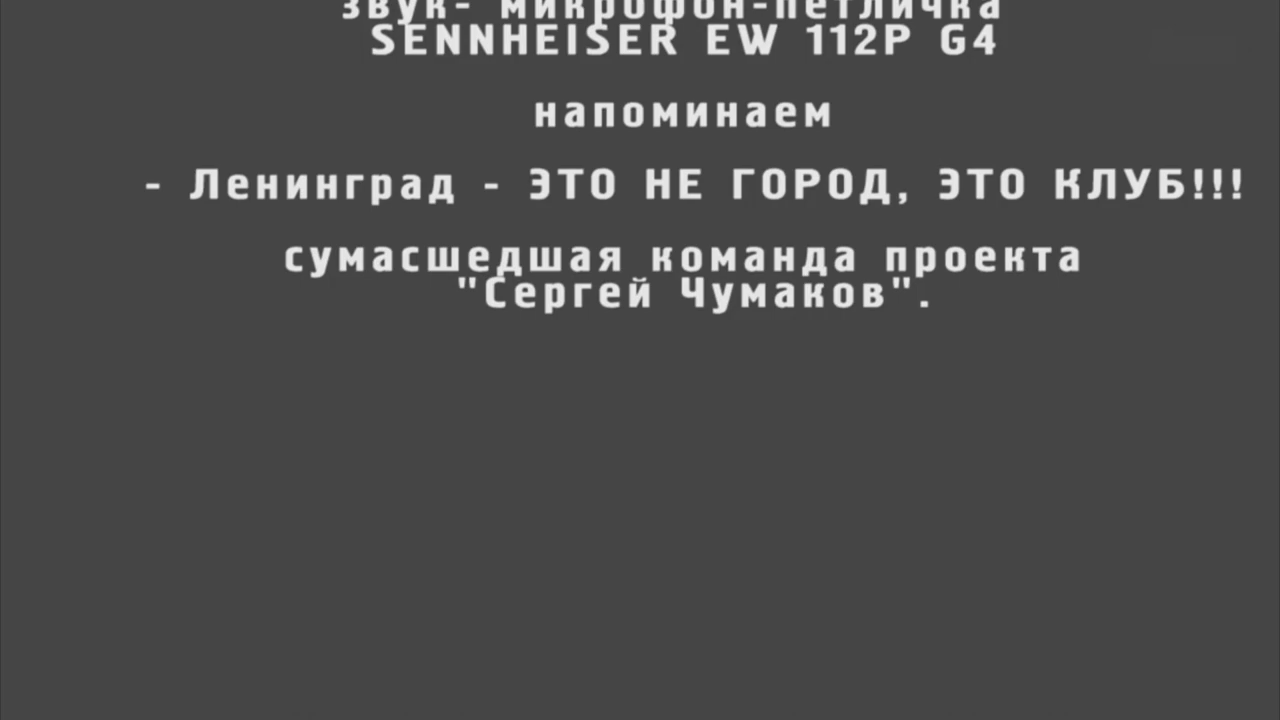 звук- микрофон-петличка
SENNHEISER EW 112P G4
напоминаем
- Ленинград - ЭТО НЕ ГОРОД, ЭТО КЛУБ!!!
сумасшедшая команда проекта
"Сергей Чумаков".